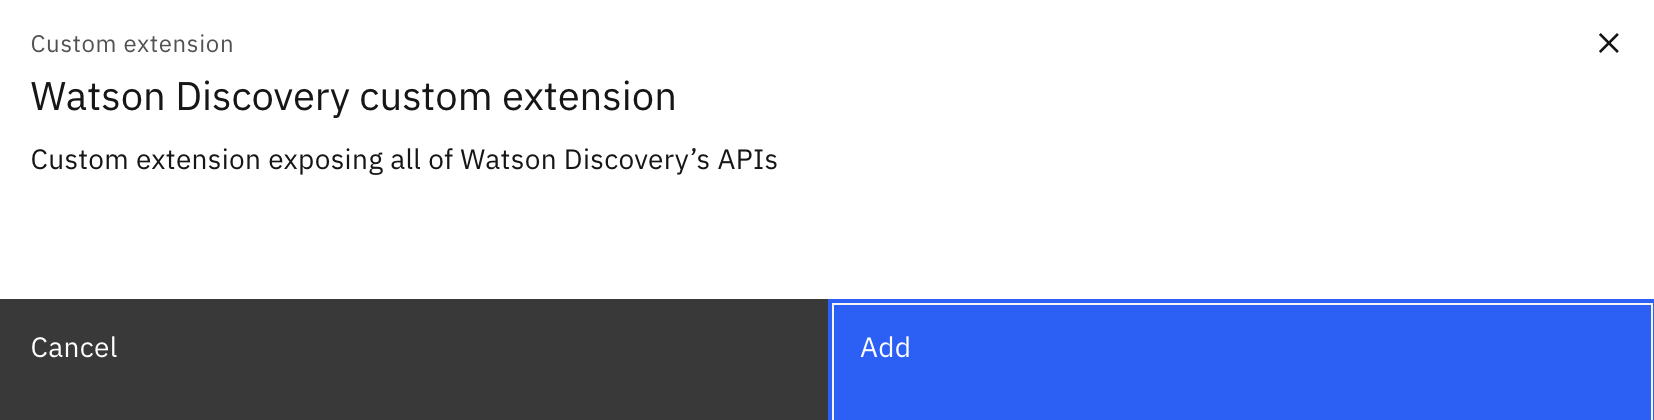 Custom extension
Watson Discovery custom extension
Custom extension exposing all of Watson Discovery’s APIs
Cancel
Add